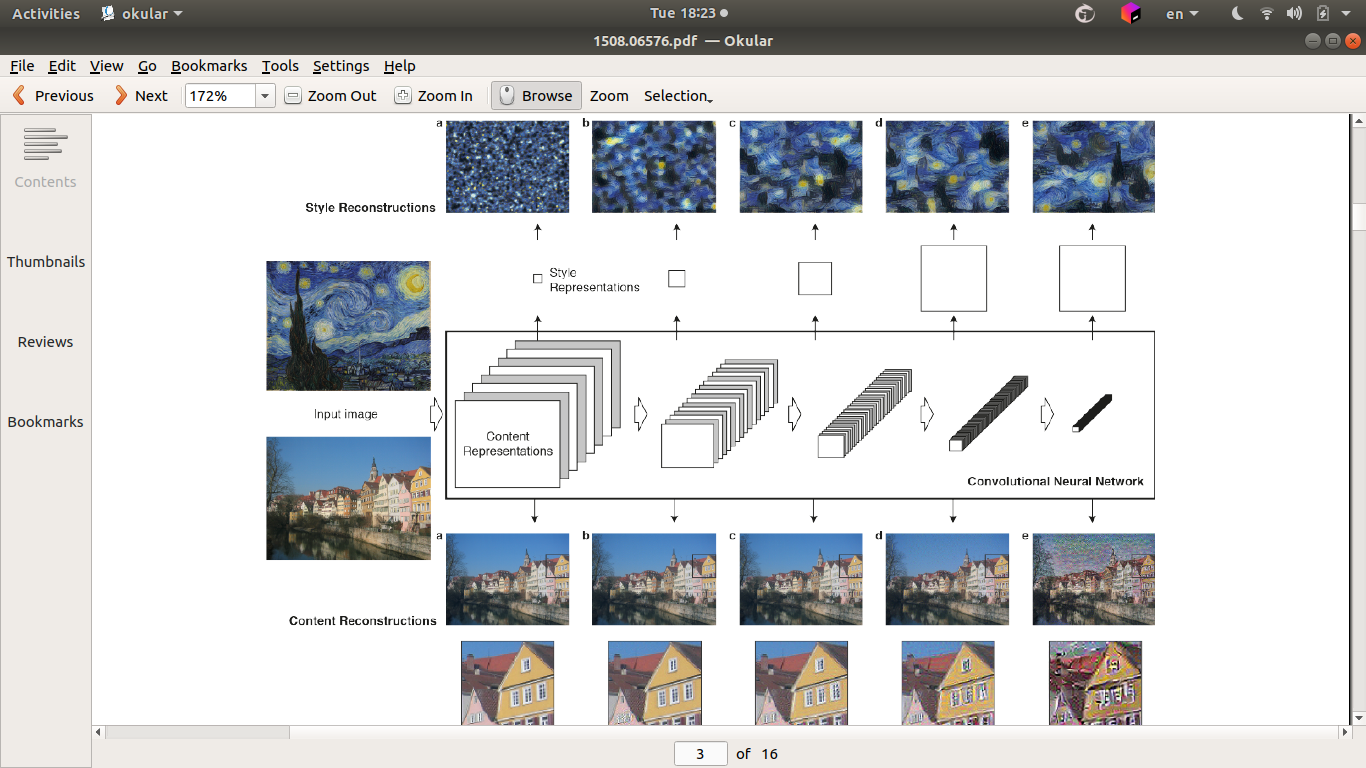 Activities okular Tue 18:23 en
1508.06576.pdf — Okular
File Edit View Go Bookmarks Tools Settings Help
Previous Next 172% Zoom Out Zoom In Browse Zoom Selection
Contents
Thumbnails
Reviews
Bookmarks
a b c d e
Style Reconstructions
Style
Representations
Input image
Content
Representations
Convolutional Neural Network
a b c d e
Content Reconstructions
3 of 16